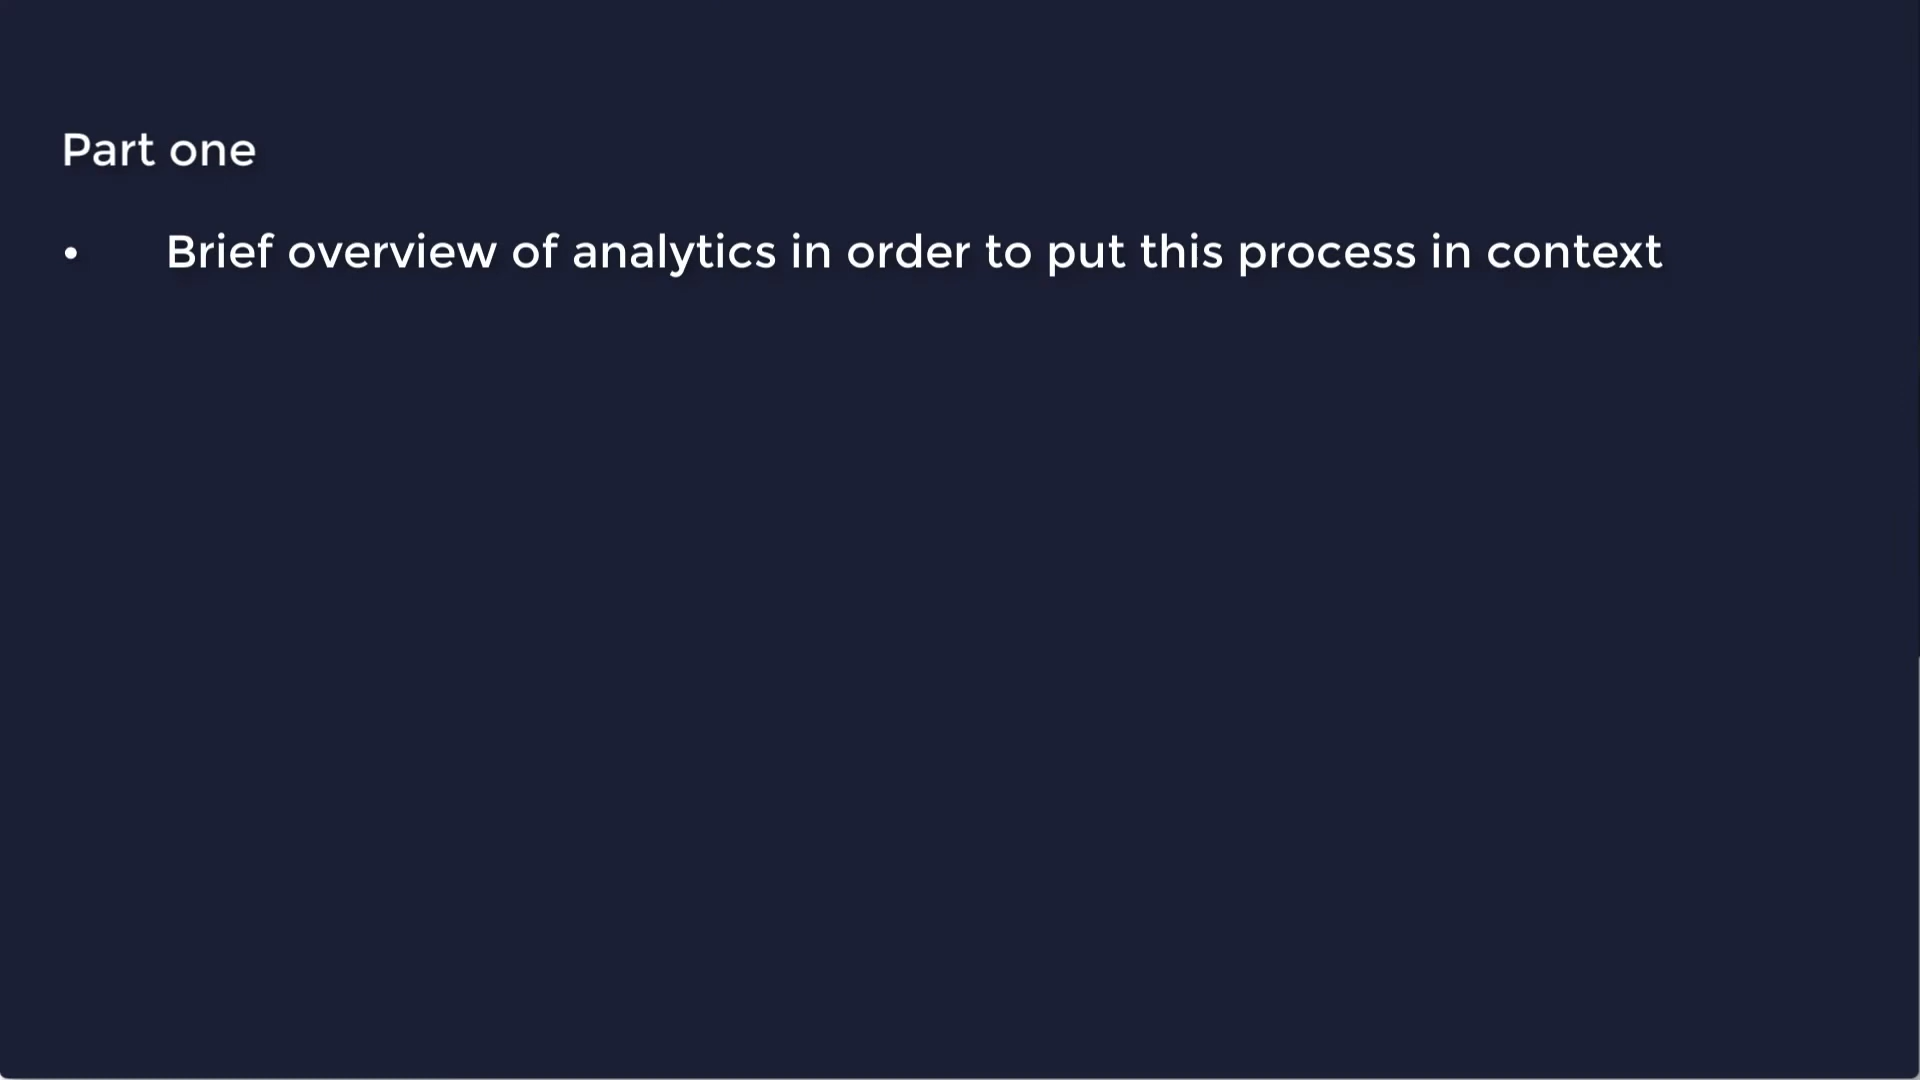 Part one
• Brief overview of analytics in order to put this process in context